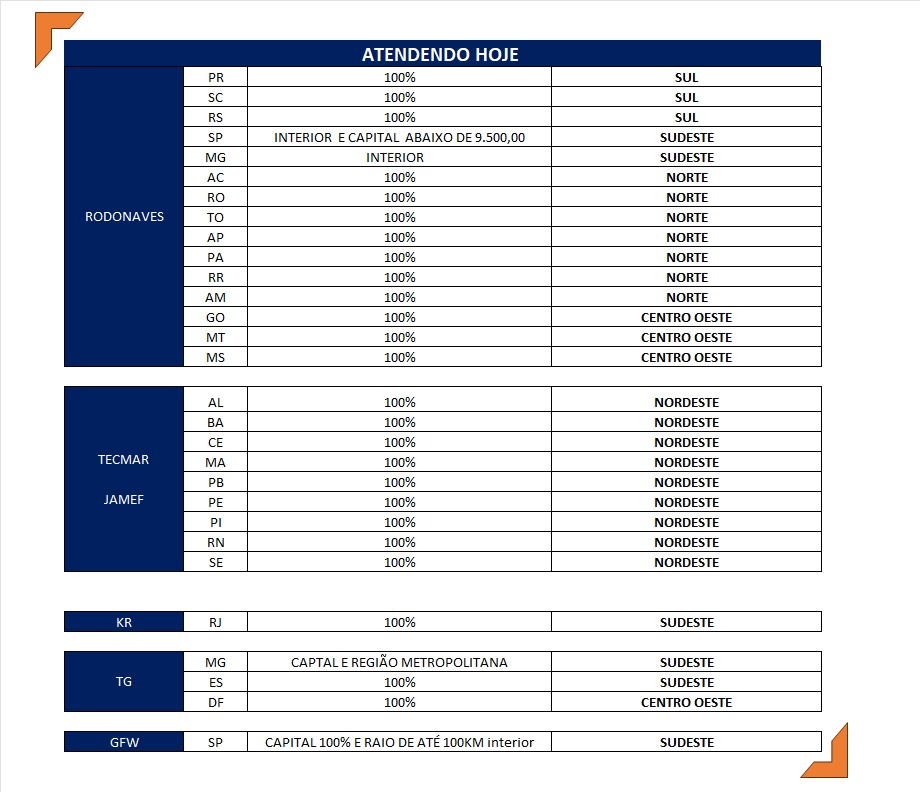 ATENDENDO HOJE
RODONAVES
PR 100% SUL
SC 100% SUL
RS 100% SUL
SP INTERIOR E CAPITAL ABAIXO DE 9.500,00 SUDESTE
MG INTERIOR SUDESTE
AC 100% NORTE
RO 100% NORTE
TO 100% NORTE
AP 100% NORTE
PA 100% NORTE
RR 100% NORTE
AM 100% NORTE
GO 100% CENTRO OESTE
MT 100% CENTRO OESTE
MS 100% CENTRO OESTE
TECMAR
JAMEF
AL 100% NORDESTE
BA 100% NORDESTE
CE 100% NORDESTE
MA 100% NORDESTE
PB 100% NORDESTE
PE 100% NORDESTE
PI 100% NORDESTE
RN 100% NORDESTE
SE 100% NORDESTE
KR RJ 100% SUDESTE
TG
MG CAPTAL E REGIÃO METROPOLITANA SUDESTE
ES 100% SUDESTE
DF 100% CENTRO OESTE
GFW SP CAPITAL 100% E RAIO DE ATÉ 100KM interior SUDESTE